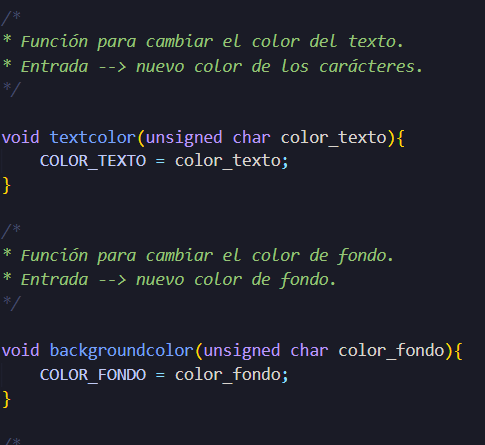 /*
* Función para cambiar el color del texto.
* Entrada --> nuevo color de los carácteres.
*/
void textcolor(unsigned char color_texto){
COLOR_TEXTO = color_texto;
}
/*
* Función para cambiar el color de fondo.
* Entrada --> nuevo color de fondo.
*/
void backgroundcolor(unsigned char color_fondo){
COLOR_FONDO = color_fondo;
}
/*